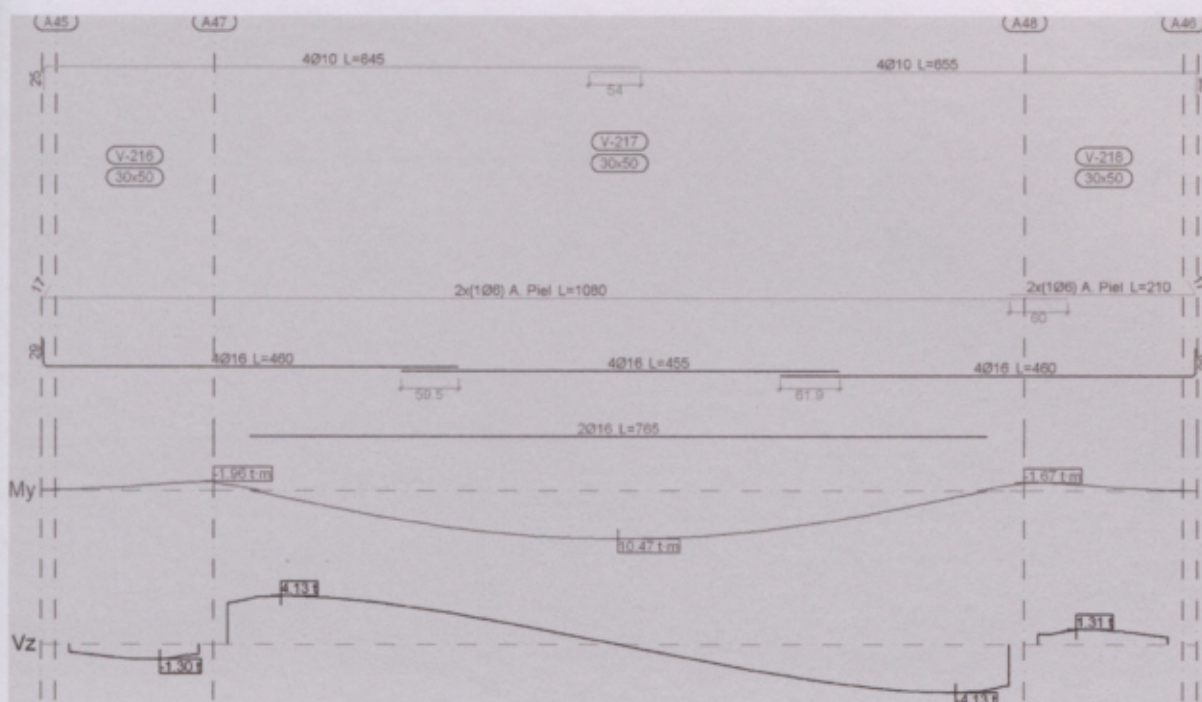 A45 A47 A48 A46
4Ø10 L=645
4Ø10 L=655
25
54
V-216
30x50
V-217
30x50
V-218
30x50
17
2x(1Ø6) A. Piel L=1080
2x(1Ø6) A. Piel L=210
60
20
4Ø16 L=460
4Ø16 L=455
4Ø16 L=460
59.5
61.9
2Ø16 L=765
My
-1.96 t·m
-1.67 t·m
10.47 t·m
Vz
4.13 t
-1.30 t
1.31 t
-4.13 t